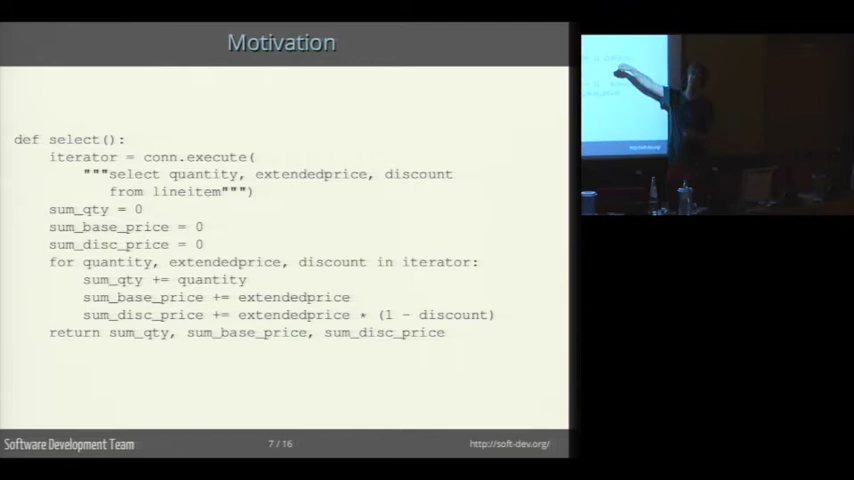 Motivation
def select():
    iterator = conn.execute(
        """select quantity, extendedprice, discount
           from lineitem""")
    sum_qty = 0
    sum_base_price = 0
    sum_disc_price = 0
    for quantity, extendedprice, discount in iterator:
        sum_qty += quantity
        sum_base_price += extendedprice
        sum_disc_price += extendedprice * (1 - discount)
    return sum_qty, sum_base_price, sum_disc_price
Software Development Team
7 / 16
http://soft-dev.org/